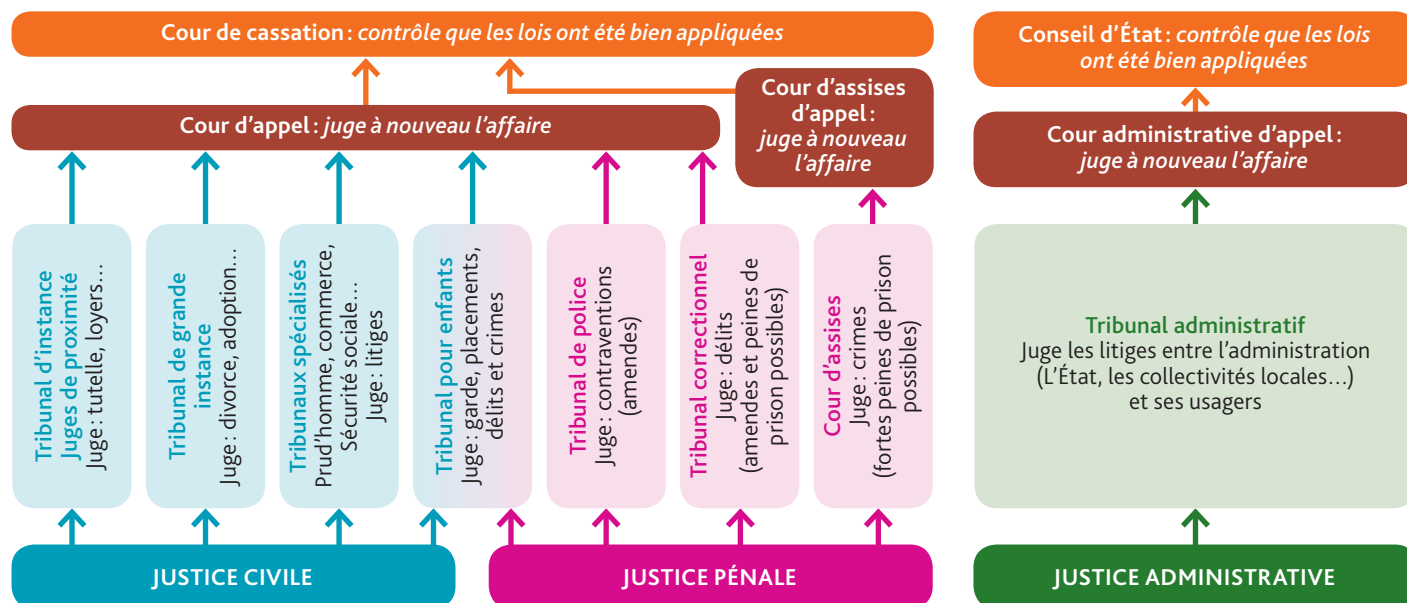 Cour de cassation : contrôle que les lois ont été bien appliquées
Conseil d'État : contrôle que les lois
ont été bien appliquées
Cour d'appel : juge à nouveau l'affaire
Cour d'assises
d'appel :
juge à nouveau
l'affaire
Cour administrative d'appel :
juge à nouveau l'affaire
Tribunal d'instance
Juges de proximité
Juge : tutelle, loyers…
Tribunal de grande
instance
Juge : divorce, adoption…
Tribunaux spécialisés
Prud'homme, commerce,
Sécurité sociale…
Juge : litiges
Tribunal pour enfants
Juge : garde, placements,
délits et crimes
Tribunal de police
Juge : contraventions
(amendes)
Tribunal correctionnel
Juge : délits
(amendes et peines de
prison possibles)
Cour d'assises
Juge : crimes
(fortes peines de prison
possibles)
Tribunal administratif
Juge les litiges entre l'administration
(L'État, les collectivités locales…)
et ses usagers
JUSTICE CIVILE
JUSTICE PÉNALE
JUSTICE ADMINISTRATIVE